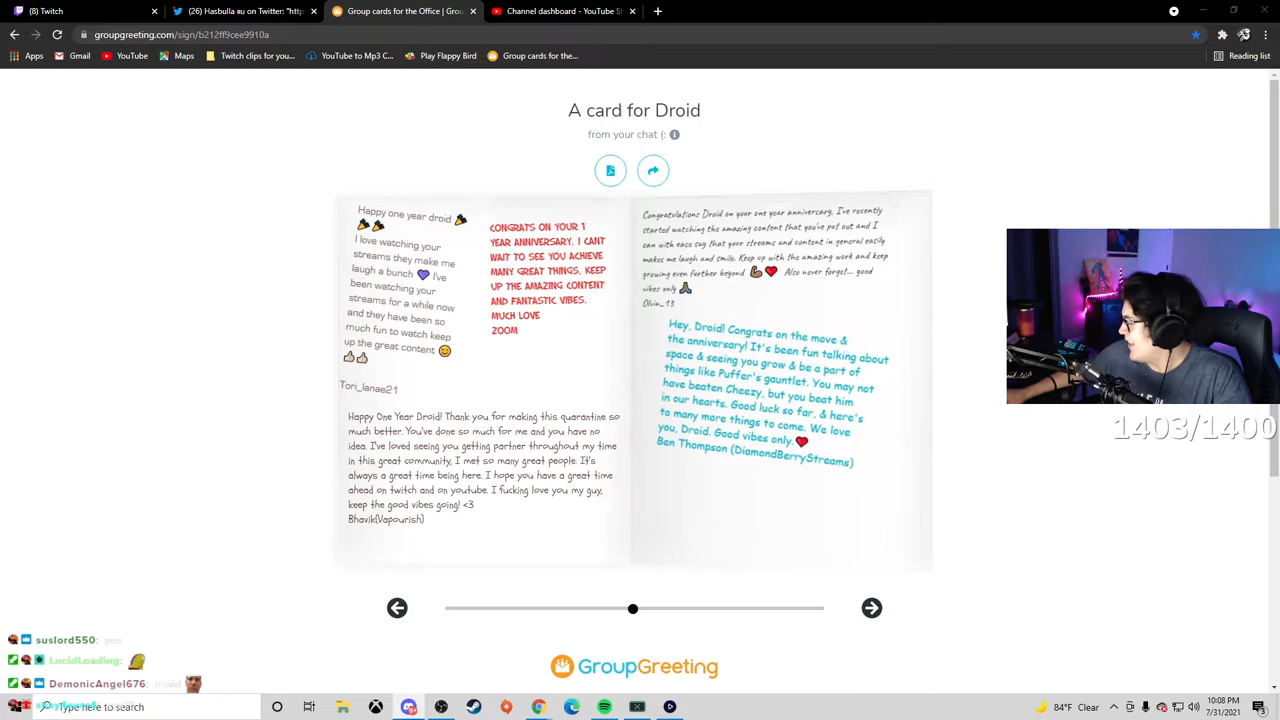 (8) Twitch
(26) Hasbulla RU on Twitter: "http
Group cards for the Office | Grou
Channel dashboard - YouTube St
groupgreeting.com/sign/b212ff9cee9910a
Apps
Gmail
YouTube
Maps
Twitch clips for you...
YouTube to Mp3 C...
Play Flappy Bird
Group cards for the...
Reading list
A card for Droid
from your chat (:
Happy one year droid
I love watching your
streams they make me
laugh a bunch 💜 I've
been watching your
streams for a while now
and they have been so
much fun to watch keep
up the great content 😊
👍👍
Tori_lanae21
CONGRATS ON YOUR 1
YEAR ANNIVERSARY. I CANT
WAIT TO SEE YOU ACHIEVE
MANY GREAT THINGS. KEEP
UP THE AMAZING CONTENT
AND FANTASTIC VIBES.
MUCH LOVE
ZOOM
Happy One Year Droid! Thank you for making this quarantine so
much better. You've done so much for me and you have no
idea. I've loved seeing you getting partner throughout my time
in this great community, I met so many great people. It's
always a great time being here. I hope you have a great time
ahead on twitch and on youtube. I fucking love you my guy,
keep the good vibes going! <3
Bhavik(Vapourish)
Congratulations Droid on your one year anniversary, I've recently
started watching the amazing content that you've put out and I
can with ease say that your streams and content in general easily
makes me laugh and smile. Keep up with the amazing work and keep
growing even further beyond 💪❤️ Also never forget... good
vibes only 🙏
Olvin_13
Hey, Droid! Congrats on the move &
the anniversary! It's been fun talking about
space & seeing you grow & be a part of
things like Puffer's gauntlet. You may not
have beaten Cheezy, but you beat him
in our hearts. Good luck so far, & here's
to many more things to come. We love
you, Droid. Good vibes only.❤️
Ben Thompson (DiamondBerryStreams)
1403/1400
GroupGreeting
suslord550: yes
LucidLoading:
DemonicAngel676:
Type here to search
84°F Clear
10:08 PM
7/31/2021